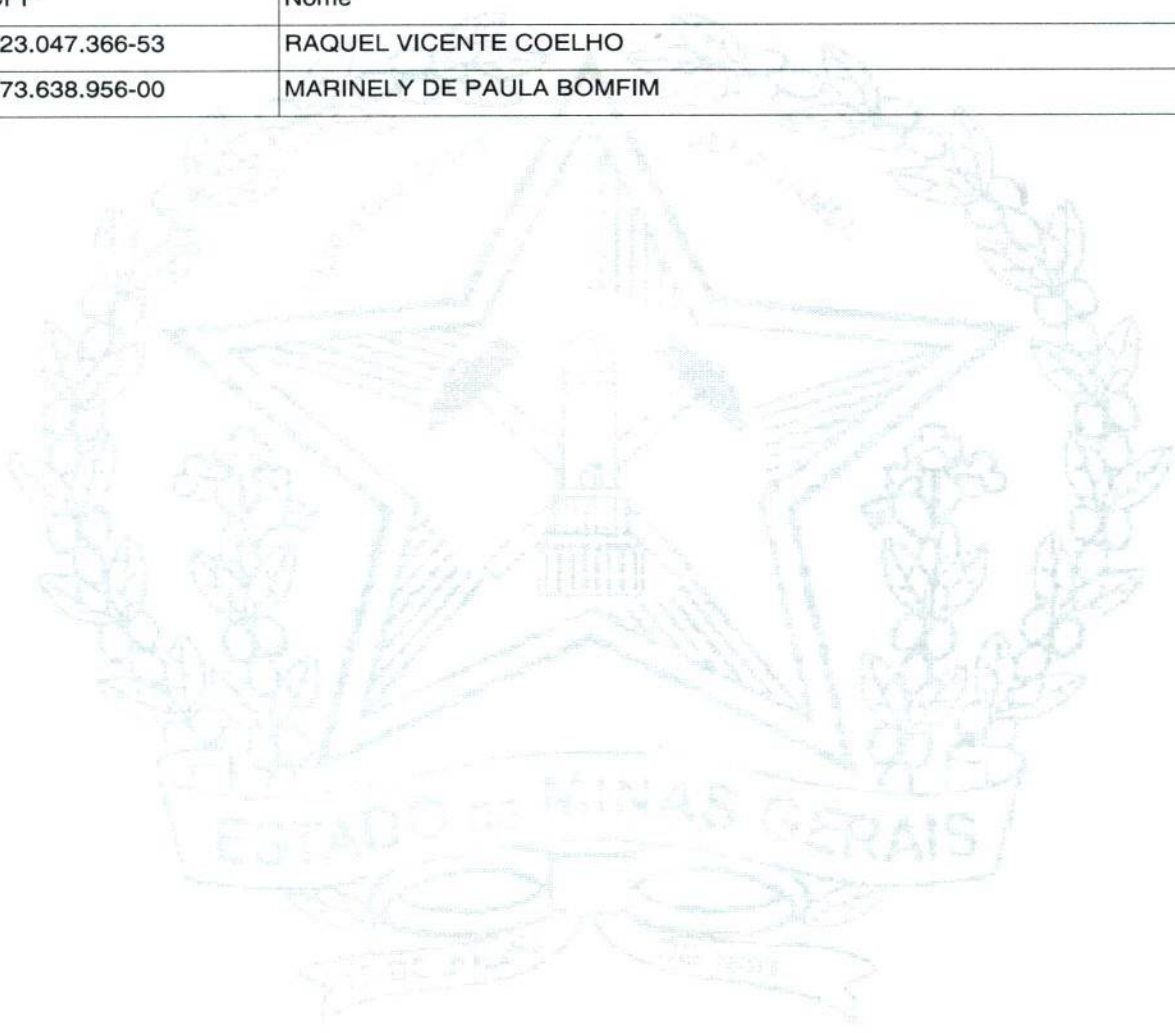 Nome
23.047.366-53 RAQUEL VICENTE COELHO
73.638.956-00 MARINELY DE PAULA BOMFIM
ESTADO DE MINAS GERAIS